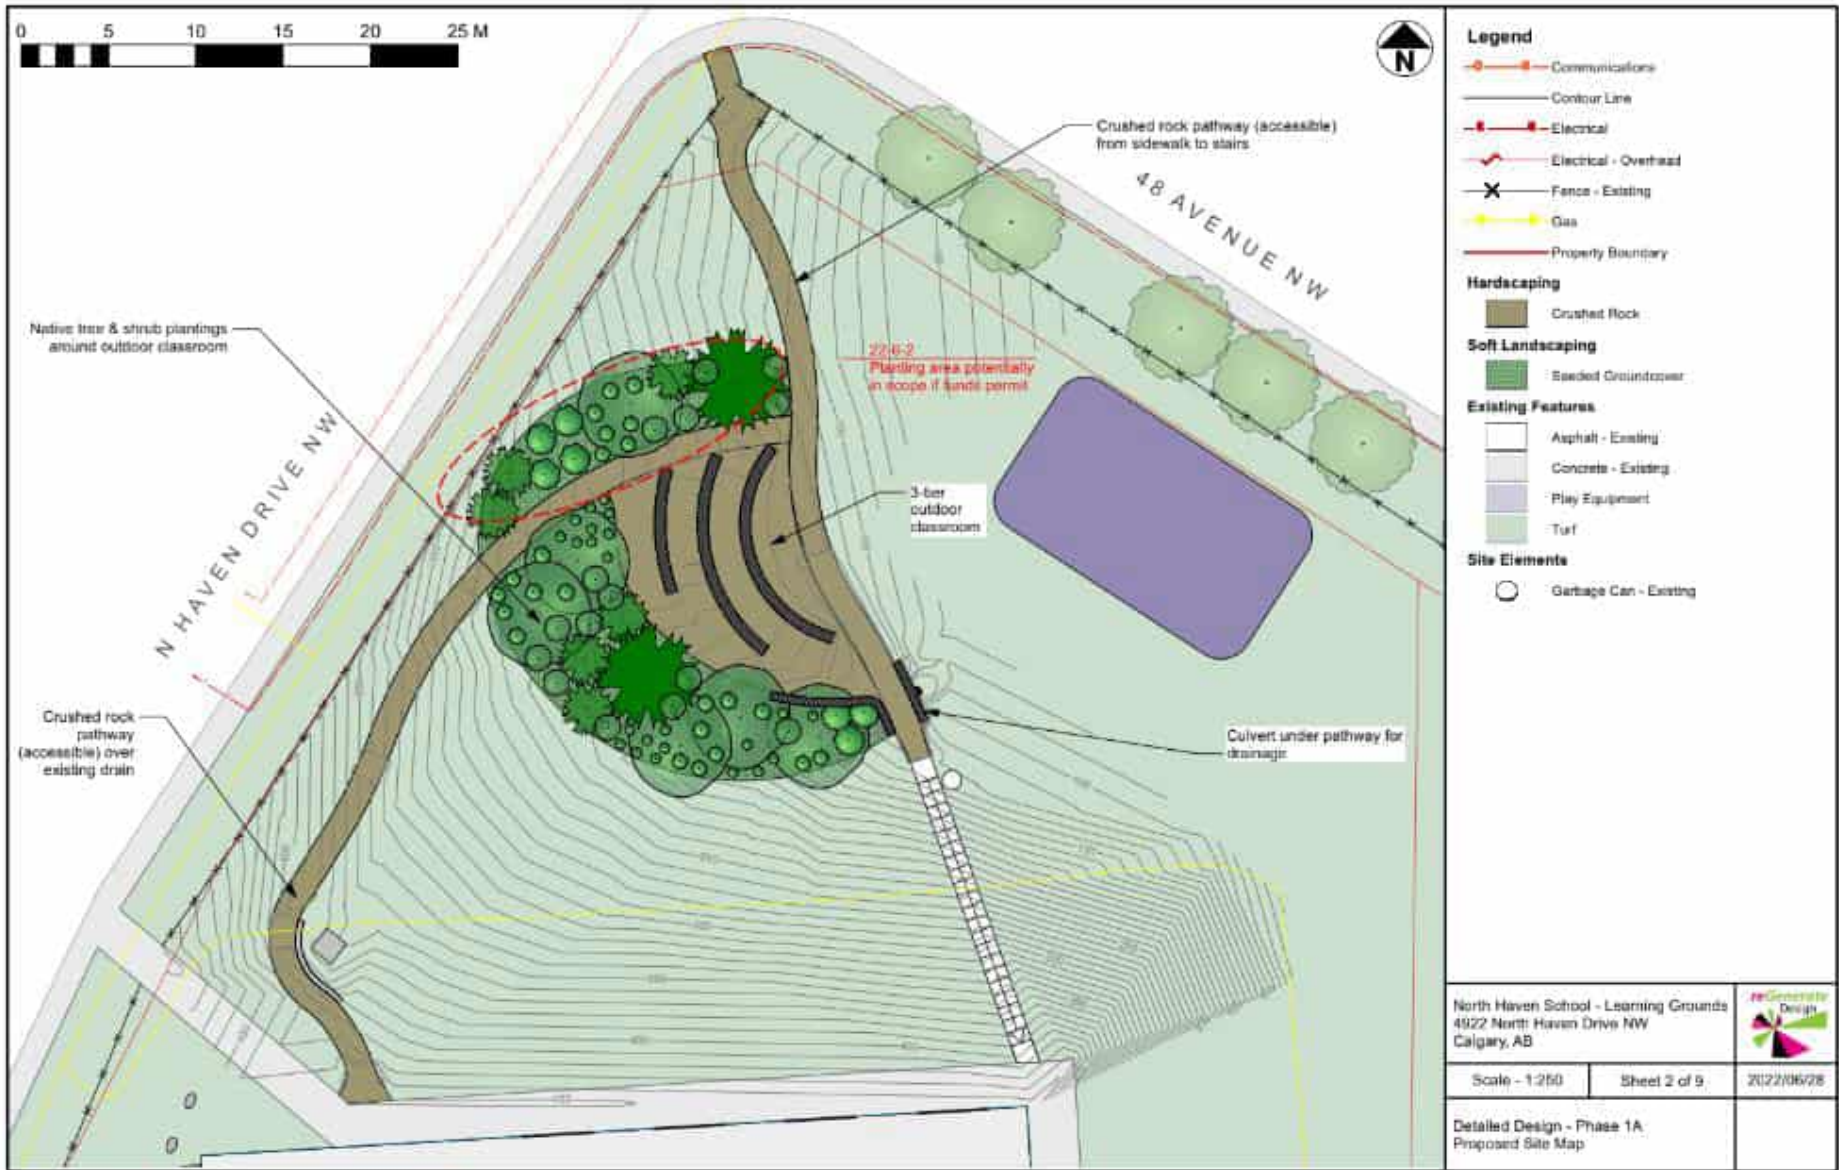 0 5 10 15 20 25 M
N
48 AVENUE NW
N HAVEN DRIVE NW
Crushed rock pathway (accessible)
from sidewalk to stairs
Native tree & shrub plantings
around outdoor classroom
22-6-2
Planting area potentially
in scope if funds permit
3-tier
outdoor
classroom
Crushed rock
pathway
(accessible) over
existing drain
Culvert under pathway for
drainage
0
0
Legend
Communications
Contour Line
Electrical
Electrical - Overhead
Fence - Existing
Gas
Property Boundary
Hardscaping
Crushed Rock
Soft Landscaping
Seeded Groundcover
Existing Features
Asphalt - Existing
Concrete - Existing
Play Equipment
Turf
Site Elements
Garbage Can - Existing
North Haven School - Learning Grounds
4922 North Haven Drive NW
Calgary, AB
reGenerate
Design
Scale - 1:250
Sheet 2 of 9
2022/06/28
Detailed Design - Phase 1A
Proposed Site Map